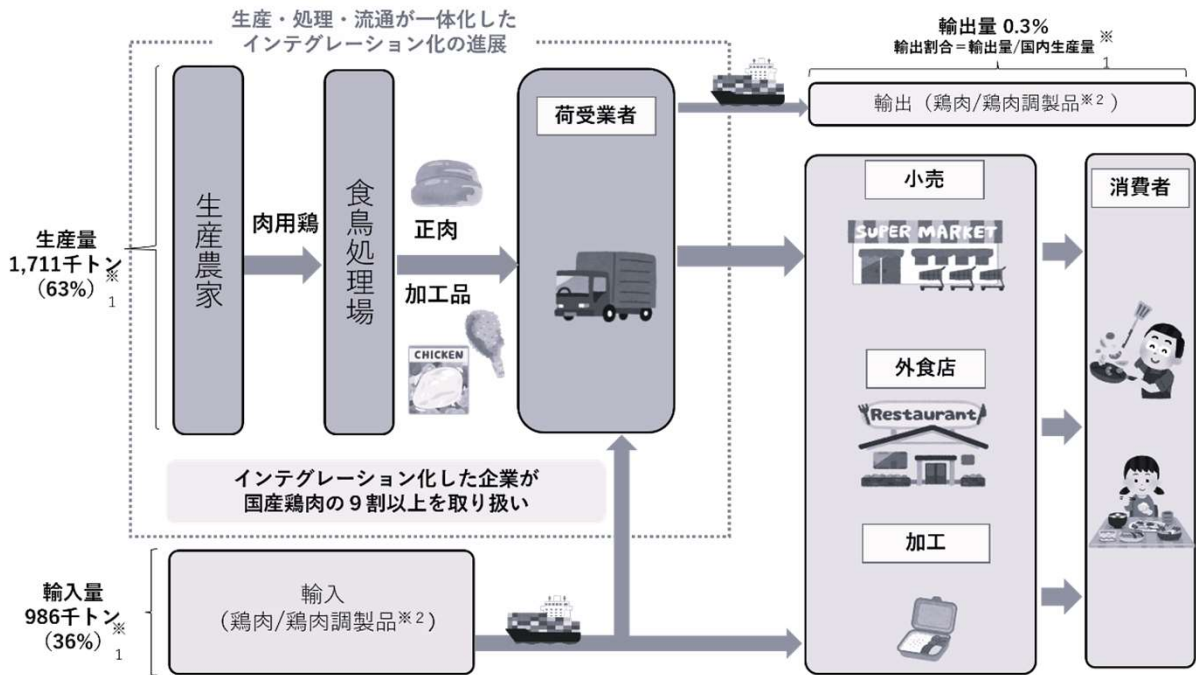 生産・処理・流通が一体化した
インテグレーション化の進展
輸出量 0.3%
輸出割合＝輸出量/国内生産量※1
輸出（鶏肉/鶏肉調製品※2）
生産量
1,711千トン
（63%）※1
生産農家
肉用鶏
食鳥処理場
正肉
加工品
CHICKEN
荷受業者
小売
SUPER MARKET
外食店
Restaurant
加工
消費者
インテグレーション化した企業が
国産鶏肉の９割以上を取り扱い
輸入量
986千トン
（36%）※1
輸入
（鶏肉/鶏肉調製品※2）